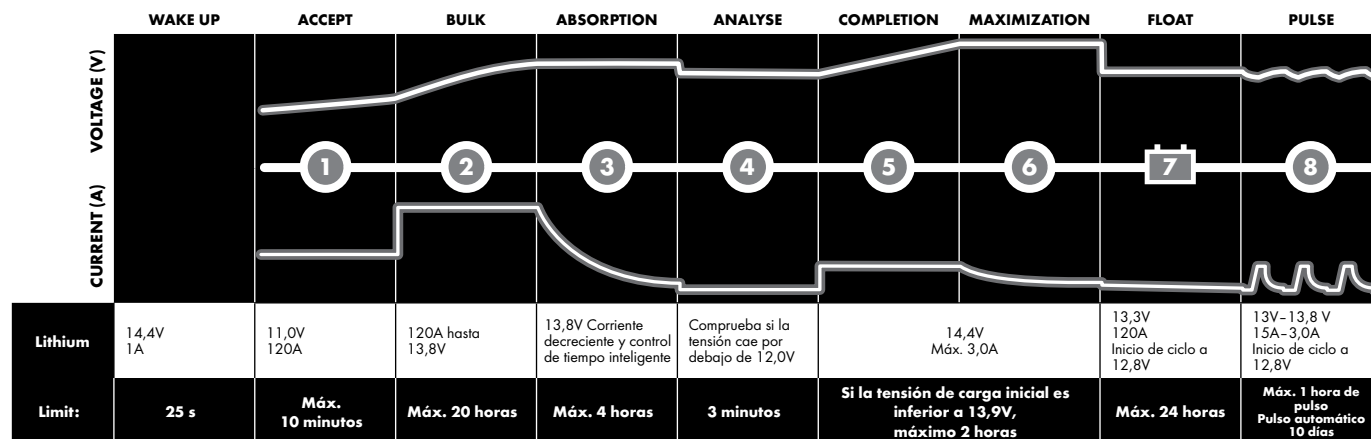 WAKE UP ACCEPT BULK ABSORPTION ANALYSE COMPLETION MAXIMIZATION FLOAT PULSE
VOLTAGE (V)
1 2 3 4 5 6 7 8
CURRENT (A)
Lithium
14,4V
1A
11,0V
120A
120A hasta
13,8V
13,8V Corriente
decreciente y control
de tiempo inteligente
Comprueba si la
tensión cae por
debajo de 12,0V
14,4V
Máx. 3,0A
13,3V
120A
Inicio de ciclo a
12,8V
13V–13,8 V
15A–3,0A
Inicio de ciclo a
12,8V
Limit:
25 s
Máx.
10 minutos
Máx. 20 horas
Máx. 4 horas
3 minutos
Si la tensión de carga inicial es
inferior a 13,9V,
máximo 2 horas
Máx. 24 horas
Máx. 1 hora de
pulso
Pulso automático
10 días